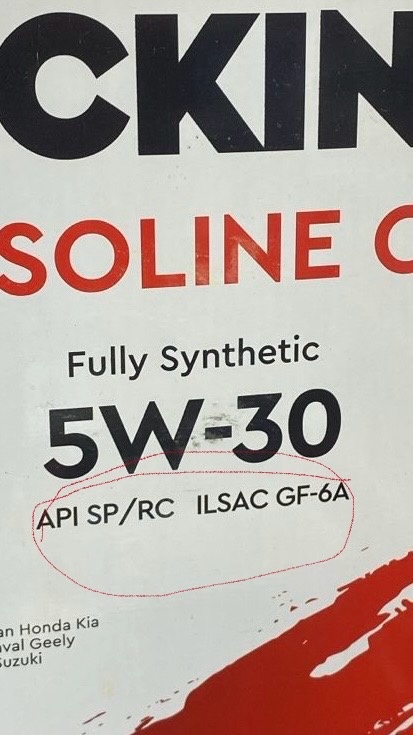 CKIN
SOLINE
Fully Synthetic
5W-30
API SP/RC ILSAC GF-6A
an Honda Kia
aval Geely
Suzuki